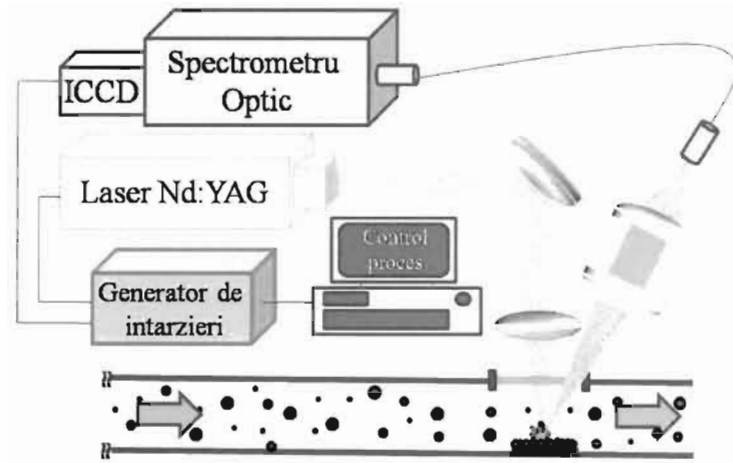 Spectrometru
Optic
ICCD
Laser Nd:YAG
Control
proces
Generator de
intarzieri